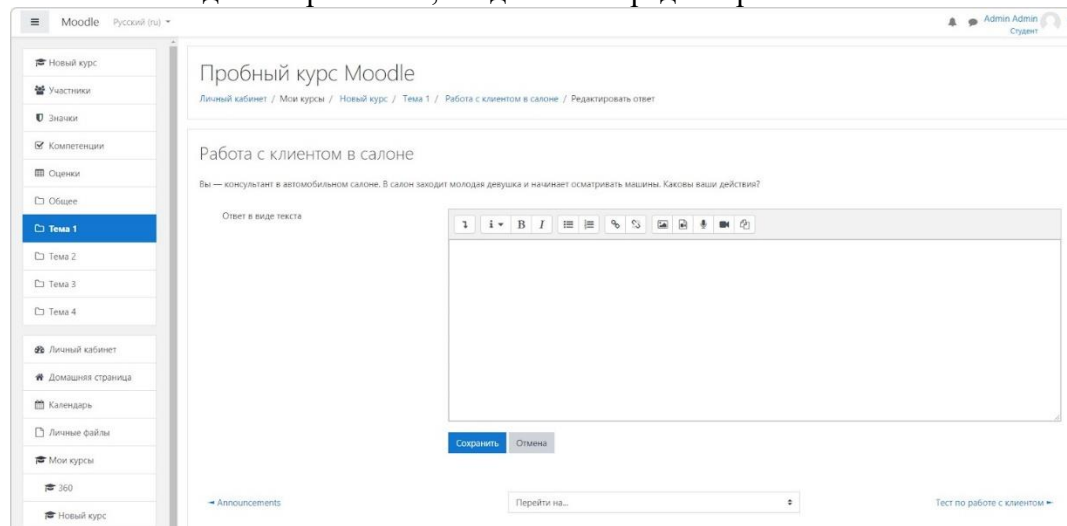 Moodle Русский (ru)
Admin Admin
Студент
Новый курс
Участники
Значки
Компетенции
Оценки
Общее
Тема 1
Тема 2
Тема 3
Тема 4
Личный кабинет
Домашняя страница
Календарь
Личные файлы
Мои курсы
360
Новый курс
Пробный курс Moodle
Личный кабинет / Мои курсы / Новый курс / Тема 1 / Работа с клиентом в салоне / Редактировать ответ
Работа с клиентом в салоне
Вы — консультант в автомобильном салоне. В салон заходит молодая девушка и начинает осматривать машины. Каковы ваши действия?
Ответ в виде текста
B I
Сохранить Отмена
◄ Announcements Перейти на... Тест по работе с клиентом ►